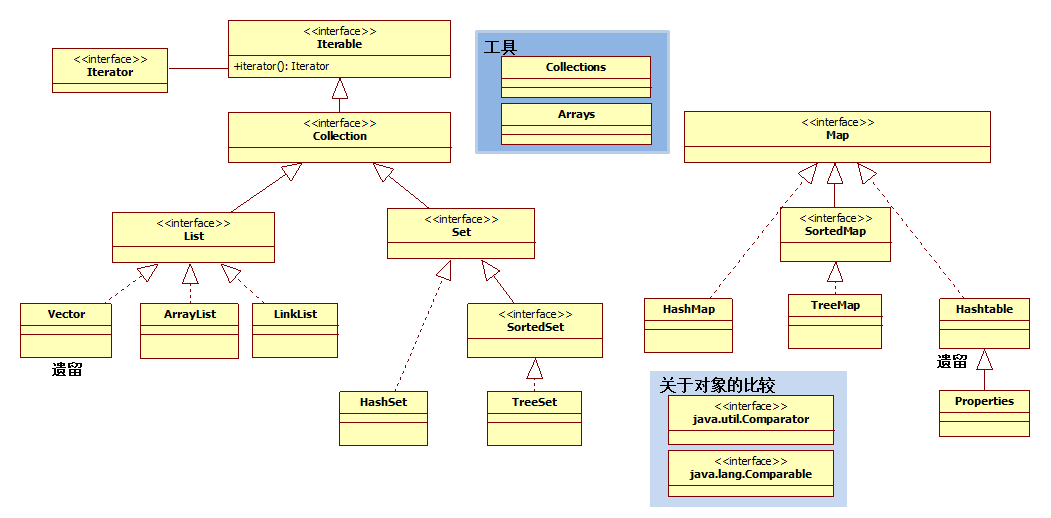 <<interface>>
Iterable
+iterator(): Iterator
<<interface>>
Iterator
<<interface>>
Collection
<<interface>>
List
<<interface>>
Set
Vector
遗留
ArrayList
LinkList
<<interface>>
SortedSet
HashSet
TreeSet
工具
Collections
Arrays
<<interface>>
Map
<<interface>>
SortedMap
HashMap
TreeMap
Hashtable
遗留
Properties
关于对象的比较
<<interface>>
java.util.Comparator
<<interface>>
java.lang.Comparable